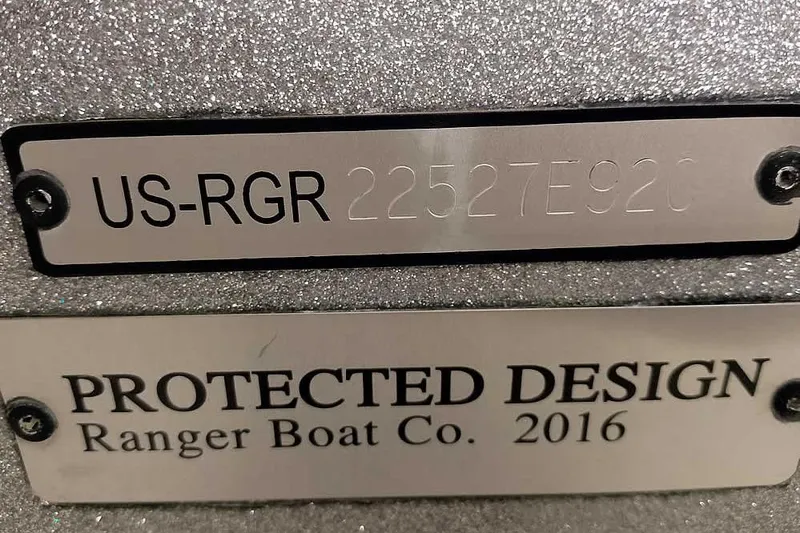 US-RGR 22527E920
PROTECTED DESIGN
Ranger Boat Co. 2016